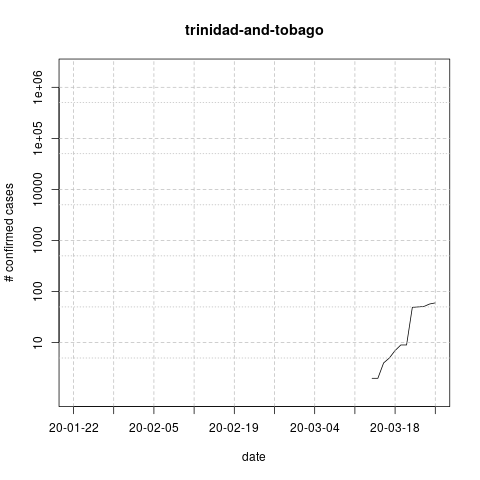 trinidad-and-tobago
# confirmed cases
1e+06
1e+05
10000
1000
100
10
20-01-22 20-02-05 20-02-19 20-03-04 20-03-18
date